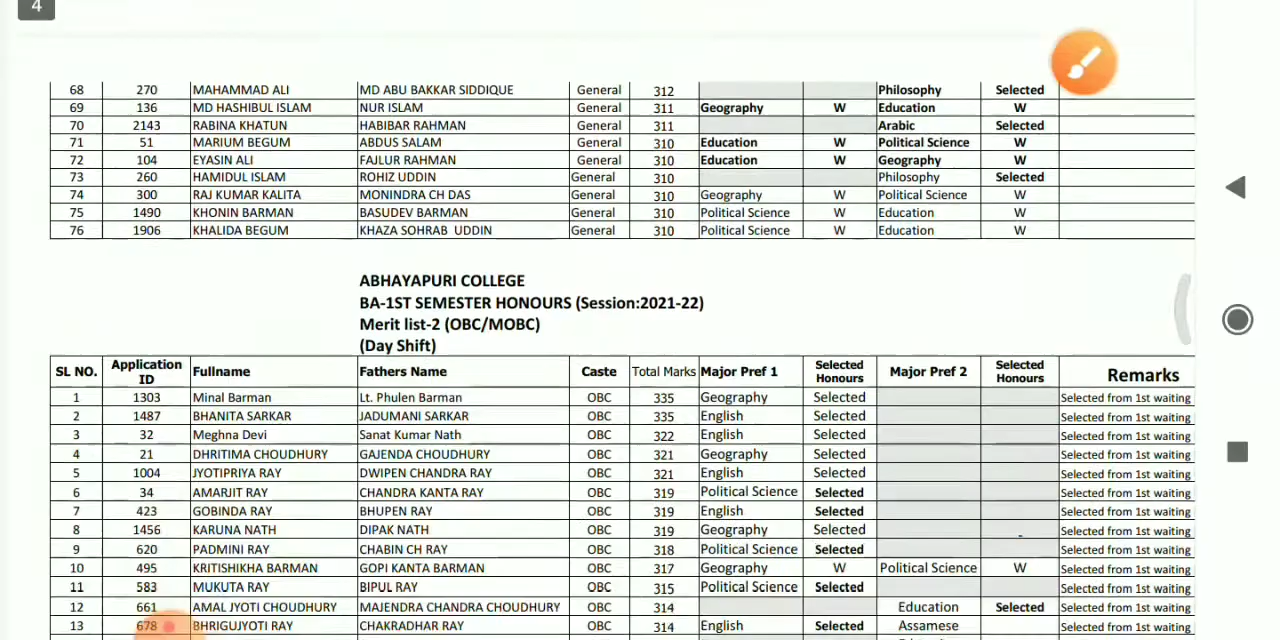 4
68 270 MAHAMMAD ALI MD ABU BAKKAR SIDDIQUE General 312 Philosophy Selected
69 136 MD HASHIBUL ISLAM NUR ISLAM General 311 Geography W Education W
70 2143 RABINA KHATUN HABIBAR RAHMAN General 311 Arabic Selected
71 51 MARIUM BEGUM ABDUS SALAM General 310 Education W Political Science W
72 104 EYASIN ALI FAJLUR RAHMAN General 310 Education W Geography W
73 260 HAMIDUL ISLAM ROHIZ UDDIN General 310 Philosophy Selected
74 300 RAJ KUMAR KALITA MONINDRA CH DAS General 310 Geography W Political Science W
75 1490 KHONIN BARMAN BASUDEV BARMAN General 310 Political Science W Education W
76 1906 KHALIDA BEGUM KHAZA SOHRAB UDDIN General 310 Political Science W Education W
ABHAYAPURI COLLEGE
BA-1ST SEMESTER HONOURS (Session:2021-22)
Merit list-2 (OBC/MOBC)
(Day Shift)
SL NO. Application ID Fullname Fathers Name Caste Total Marks Major Pref 1 Selected Honours Major Pref 2 Selected Honours Remarks
1 1303 Minal Barman Lt. Phulen Barman OBC 335 Geography Selected Selected from 1st waiting
2 1487 BHANITA SARKAR JADUMANI SARKAR OBC 335 English Selected Selected from 1st waiting
3 32 Meghna Devi Sanat Kumar Nath OBC 322 English Selected Selected from 1st waiting
4 21 DHRITIMA CHOUDHURY GAJENDA CHOUDHURY OBC 321 Geography Selected Selected from 1st waiting
5 1004 JYOTIPRIYA RAY DWIPEN CHANDRA RAY OBC 321 English Selected Selected from 1st waiting
6 34 AMARJIT RAY CHANDRA KANTA RAY OBC 319 Political Science Selected Selected from 1st waiting
7 423 GOBINDA RAY BHUPEN RAY OBC 319 English Selected Selected from 1st waiting
8 1456 KARUNA NATH DIPAK NATH OBC 319 Geography Selected Selected from 1st waiting
9 620 PADMINI RAY CHABIN CH RAY OBC 318 Political Science Selected Selected from 1st waiting
10 495 KRITISHIKHA BARMAN GOPI KANTA BARMAN OBC 317 Geography W Political Science W Selected from 1st waiting
11 583 MUKUTA RAY BIPUL RAY OBC 315 Political Science Selected Selected from 1st waiting
12 661 AMAL JYOTI CHOUDHURY MAJENDRA CHANDRA CHOUDHURY OBC 314 Education Selected Selected from 1st waiting
13 678 BHRIGUJYOTI RAY CHAKRADHAR RAY OBC 314 English Selected Assamese Selected from 1st waiting